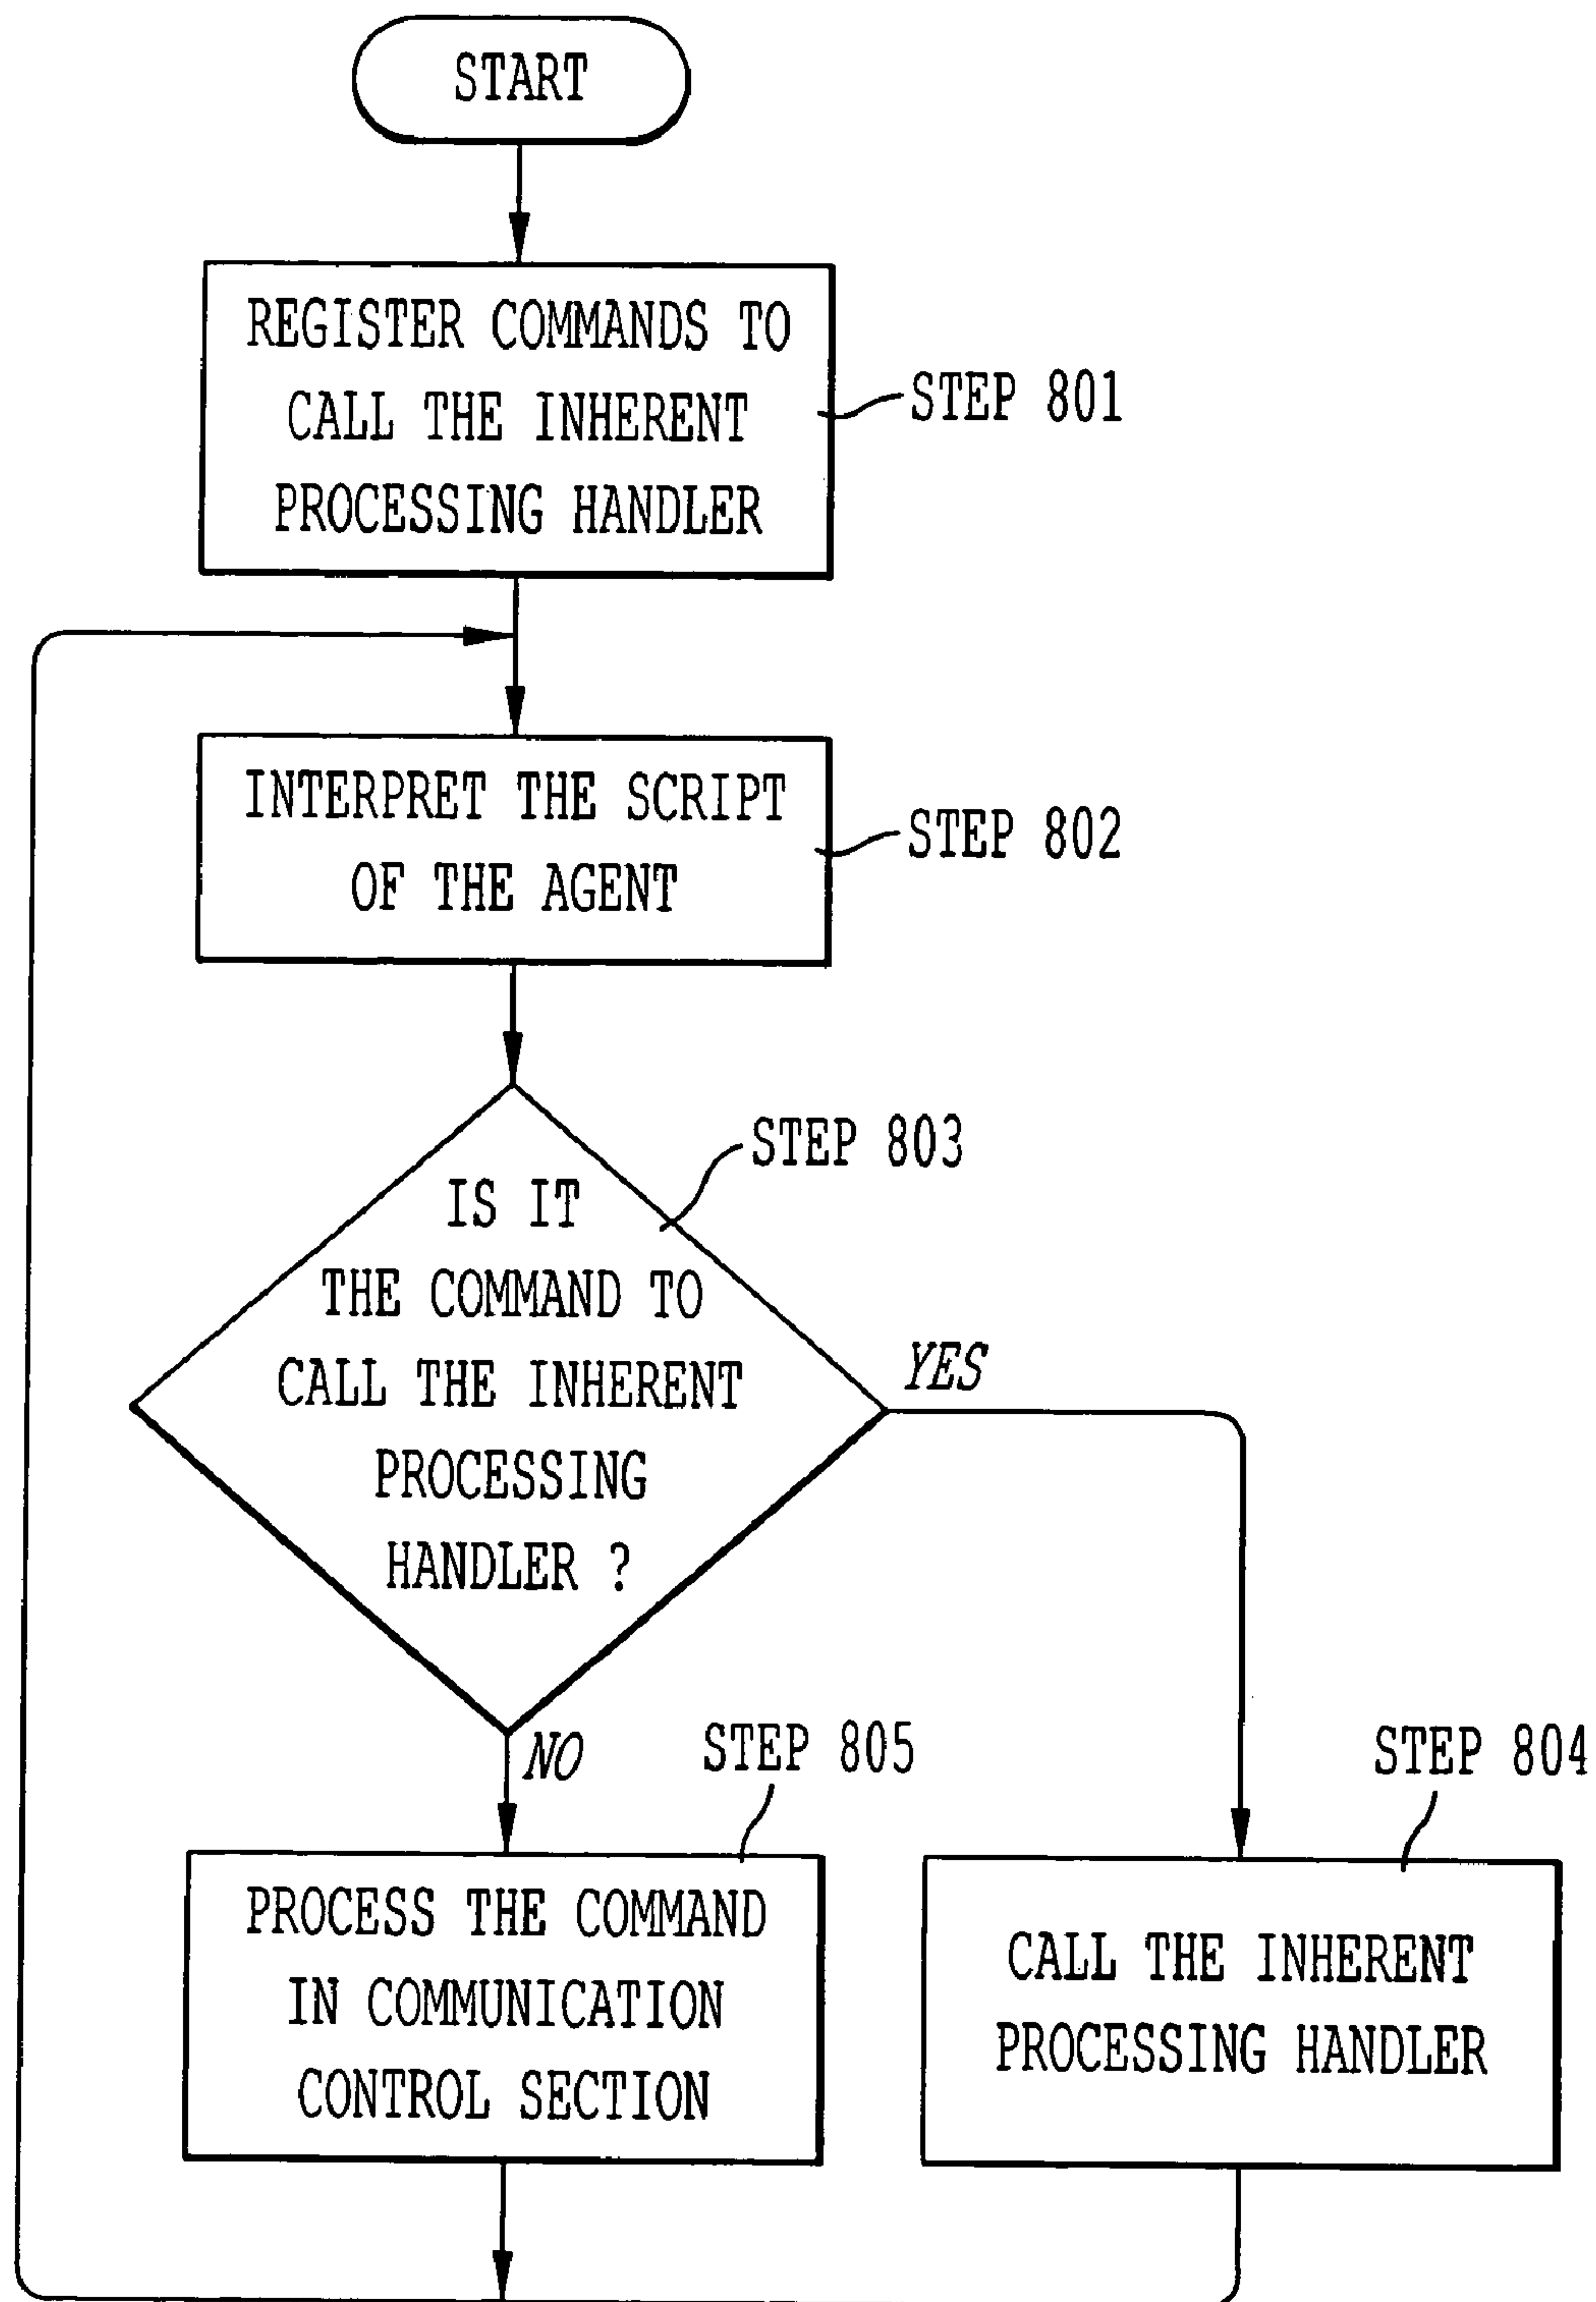 START
REGISTER COMMANDS TO
CALL THE INHERENT
PROCESSING HANDLER
STEP 801
INTERPRET THE SCRIPT
OF THE AGENT
STEP 802
STEP 803
IS IT
THE COMMAND TO
CALL THE INHERENT
PROCESSING
HANDLER ?
YES
NO
STEP 805
STEP 804
PROCESS THE COMMAND
IN COMMUNICATION
CONTROL SECTION
CALL THE INHERENT
PROCESSING HANDLER